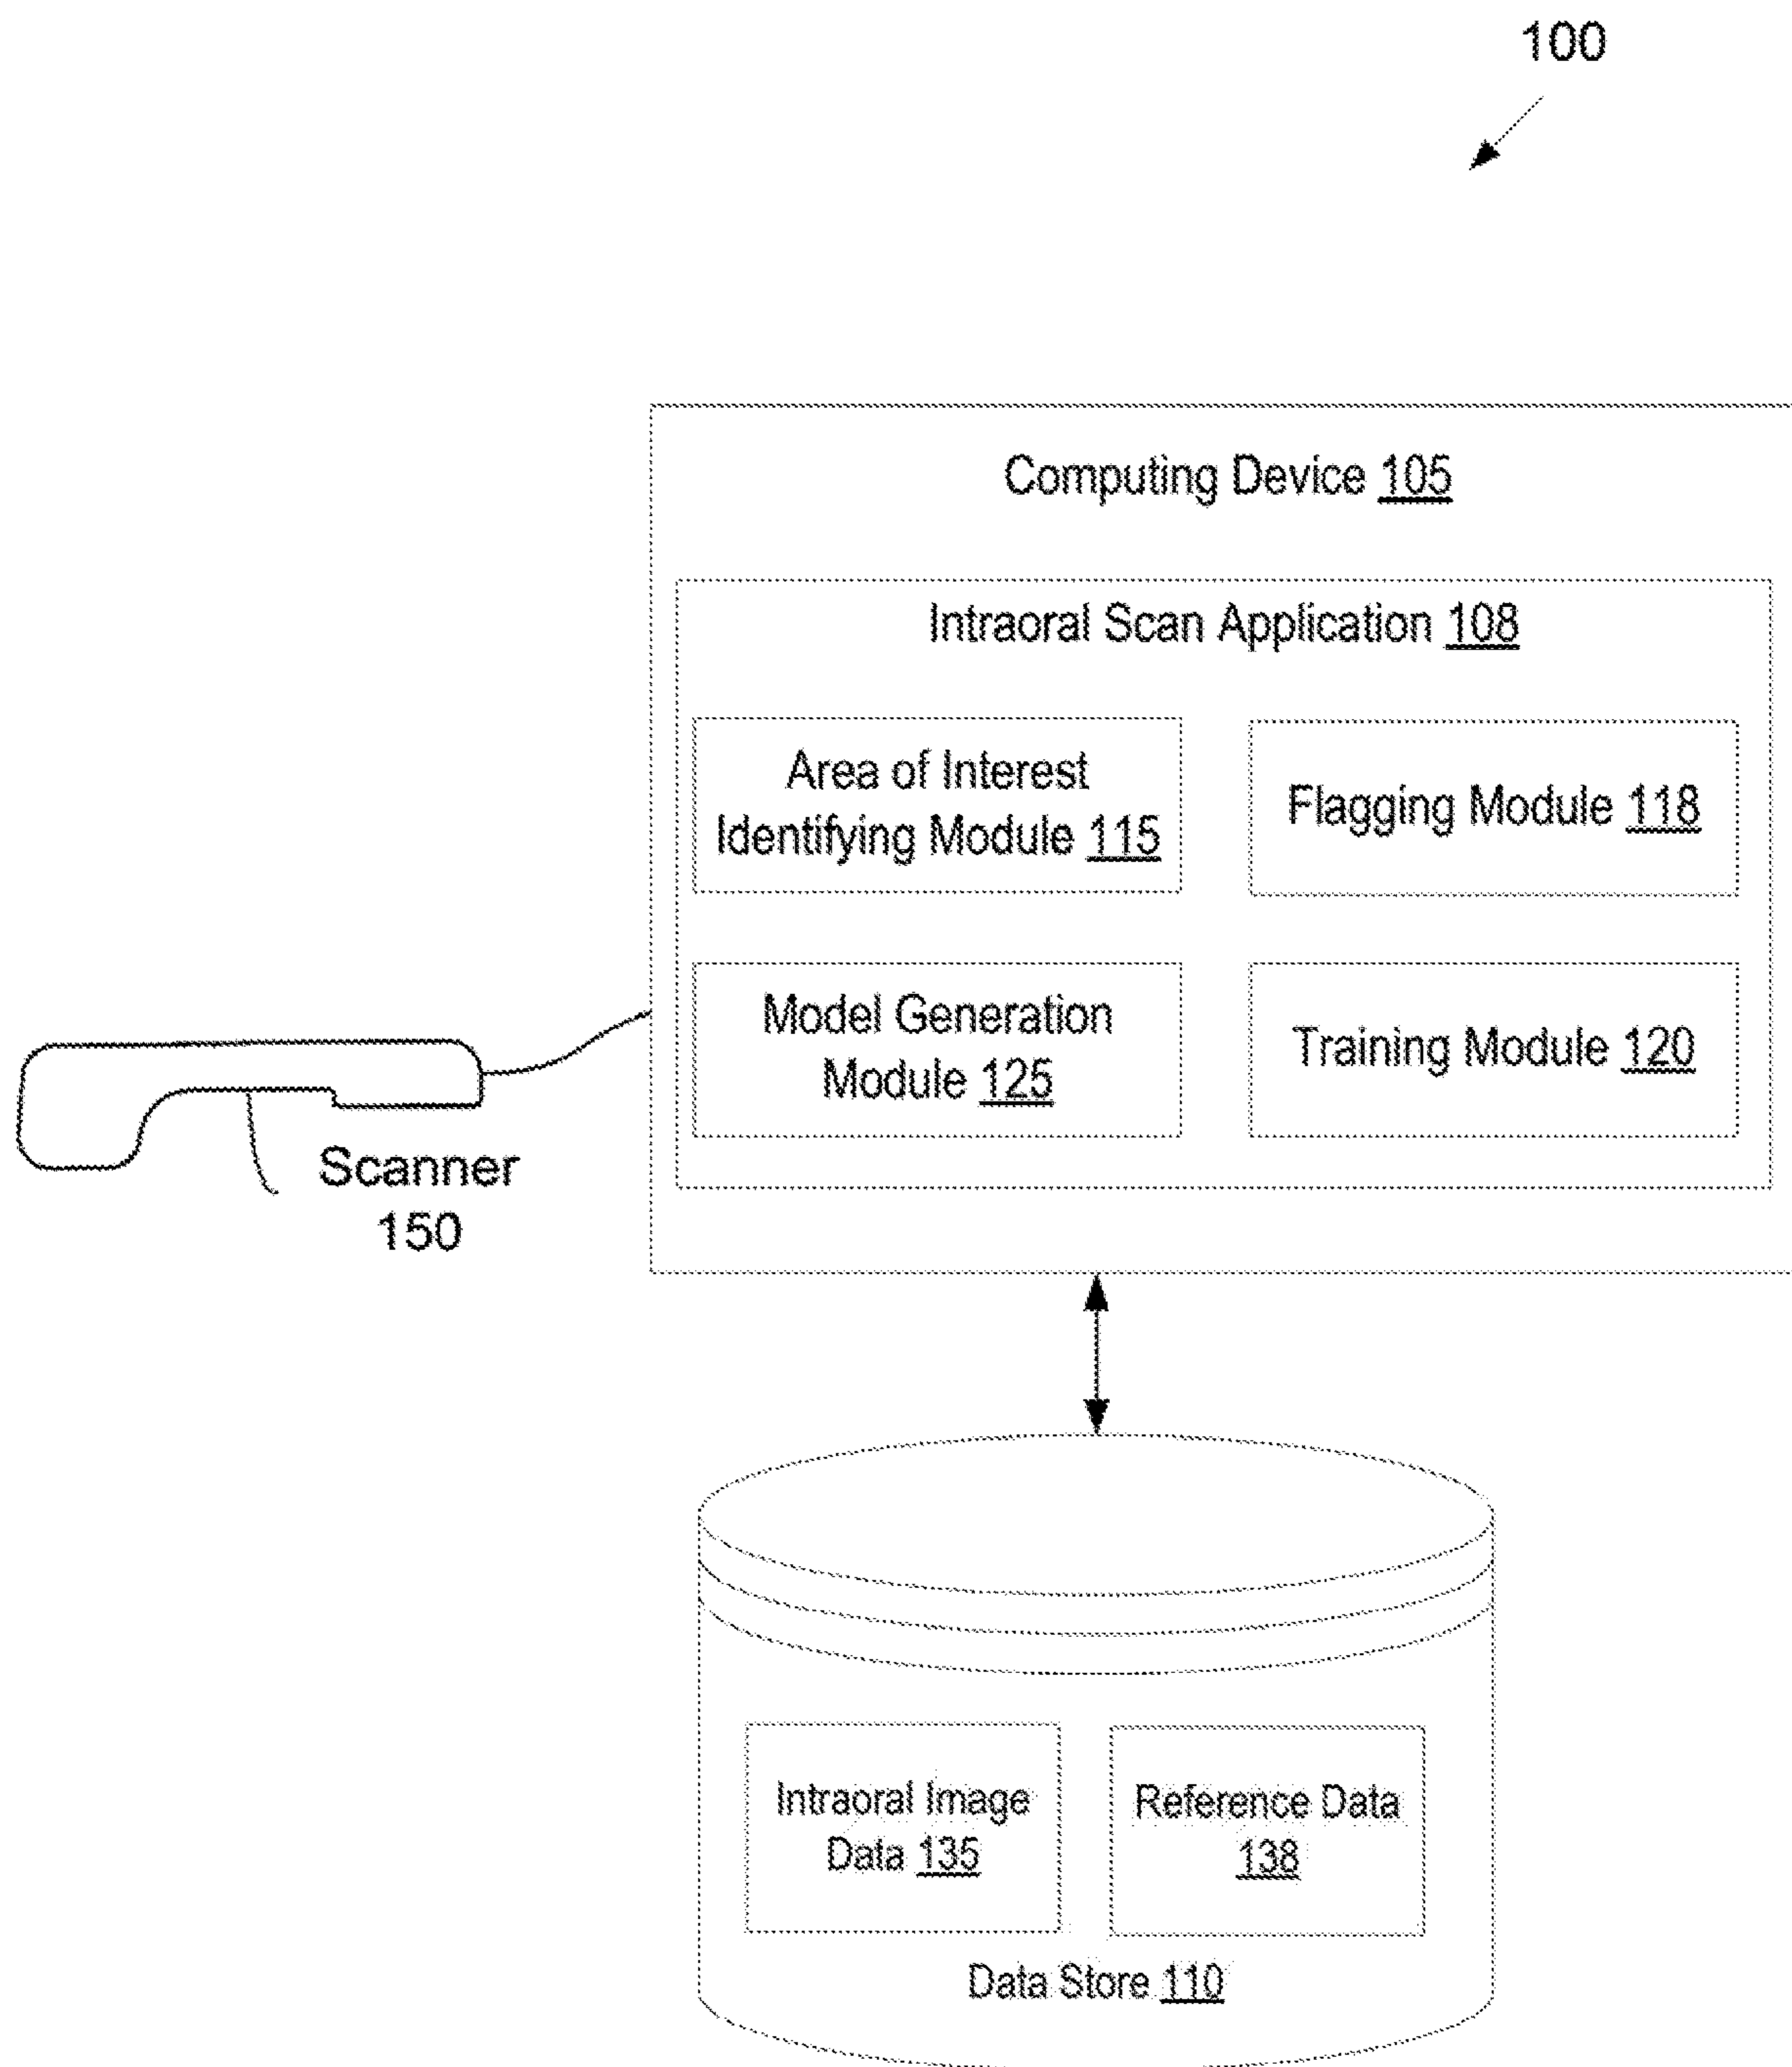 100
Computing Device 105
Intraoral Scan Application 108
Area of Interest
Identifying Module 115
Flagging Module 118
Model Generation
Module 125
Training Module 120
Scanner
150
Intraoral Image
Data 135
Reference Data
138
Data Store 110